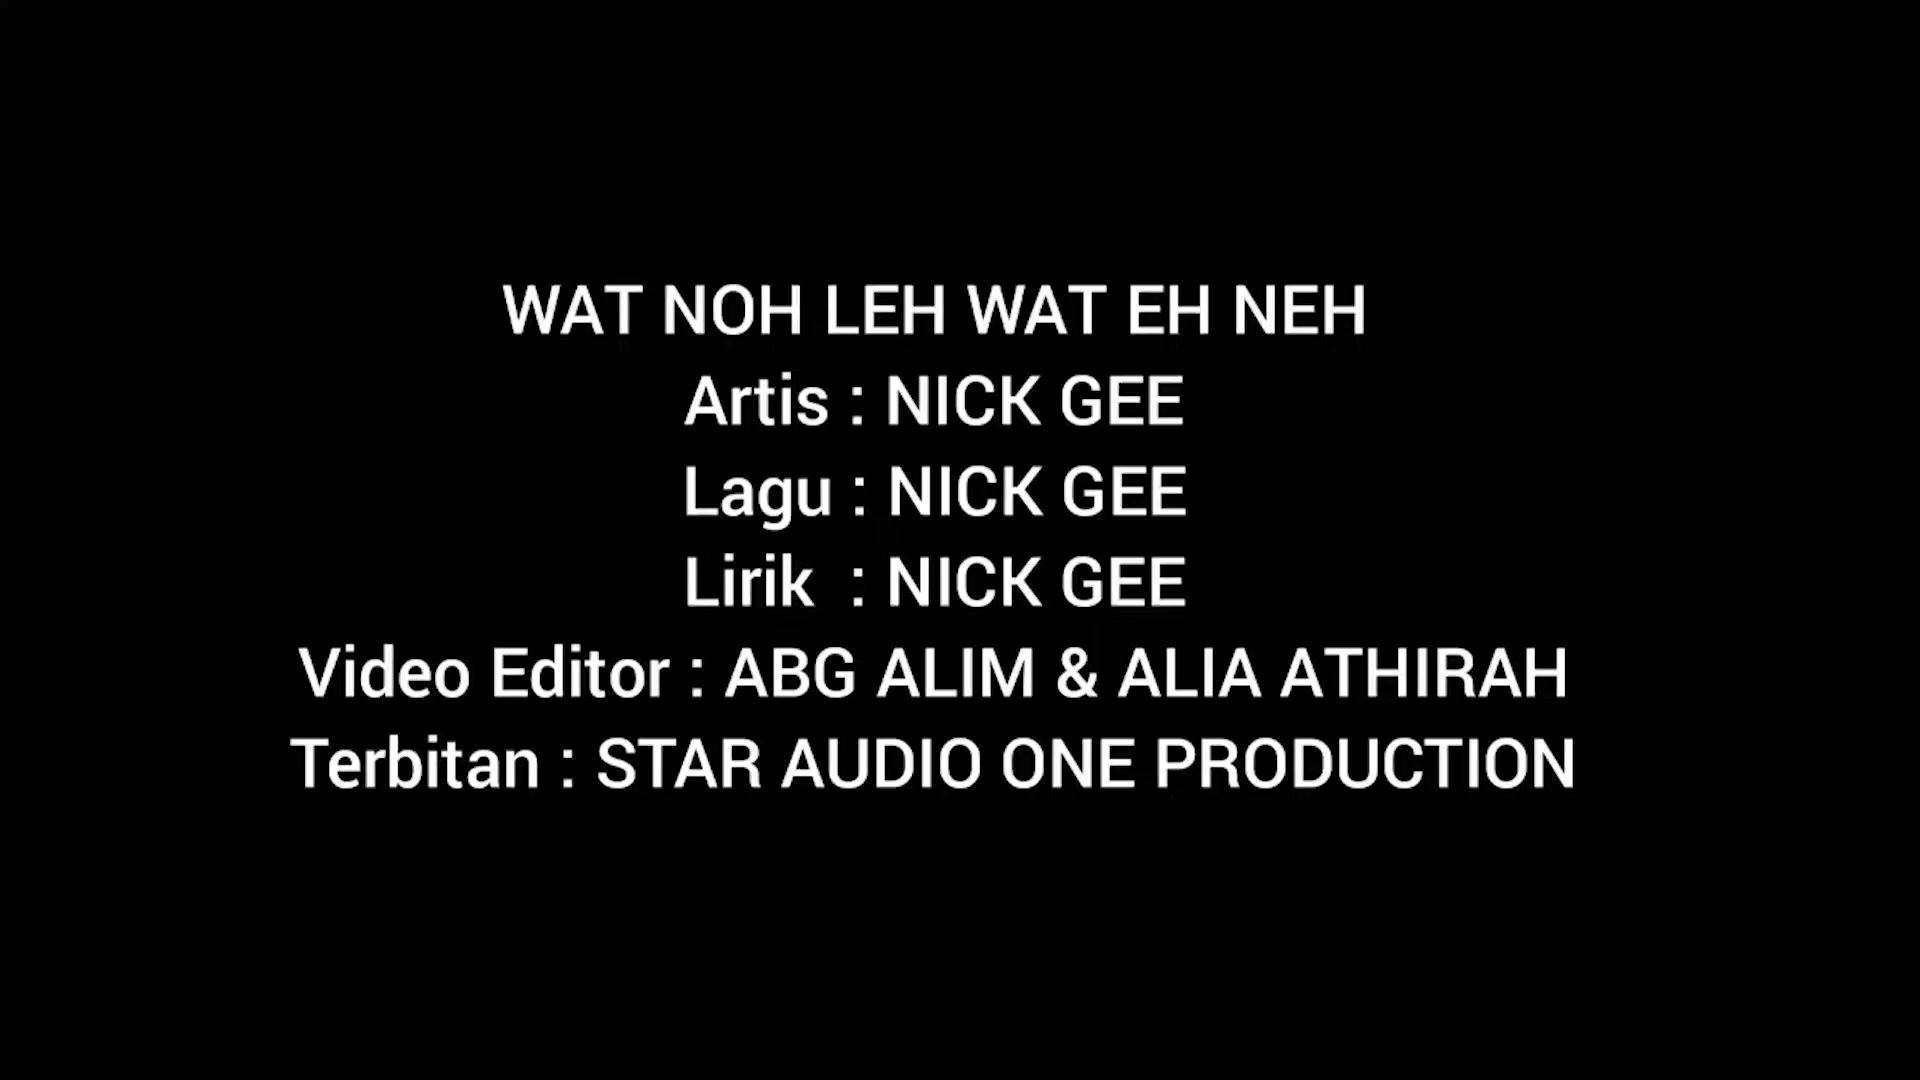 WAT NOH LEH WAT EH NEH
Artis : NICK GEE
Lagu : NICK GEE
Lirik : NICK GEE
Video Editor : ABG ALIM & ALIA ATHIRAH
Terbitan : STAR AUDIO ONE PRODUCTION